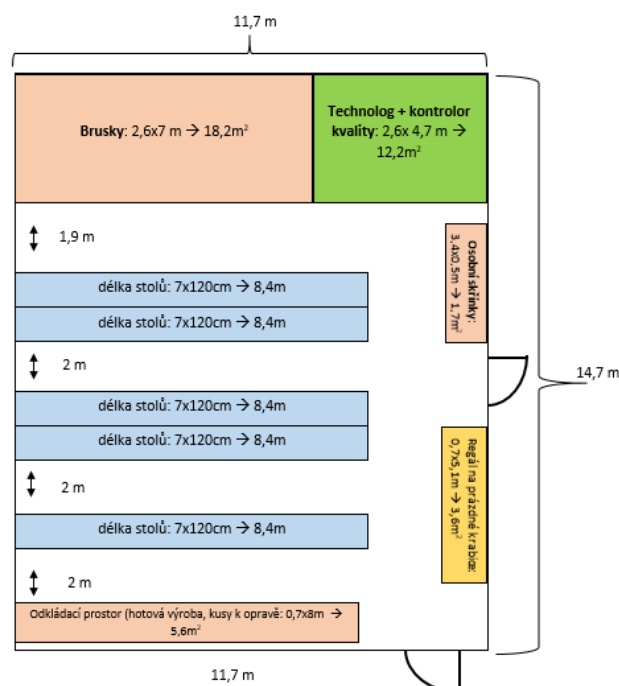 11,7 m
Brusky: 2,6x7 m → 18,2m²
Technolog + kontrolor
kvality: 2,6x 4,7 m →
12,2m²
1,9 m
Osobní skřínky:
3,4x0,5m → 1,7m²
délka stolů: 7x120cm → 8,4m
délka stolů: 7x120cm → 8,4m
2 m
14,7 m
délka stolů: 7x120cm → 8,4m
délka stolů: 7x120cm → 8,4m
Regál na prázdné krabice:
0,7x5,1m → 3,6m²
2 m
délka stolů: 7x120cm → 8,4m
2 m
Odkládací prostor (hotová výroba, kusy k opravě: 0,7x8m →
5,6m²
11,7 m